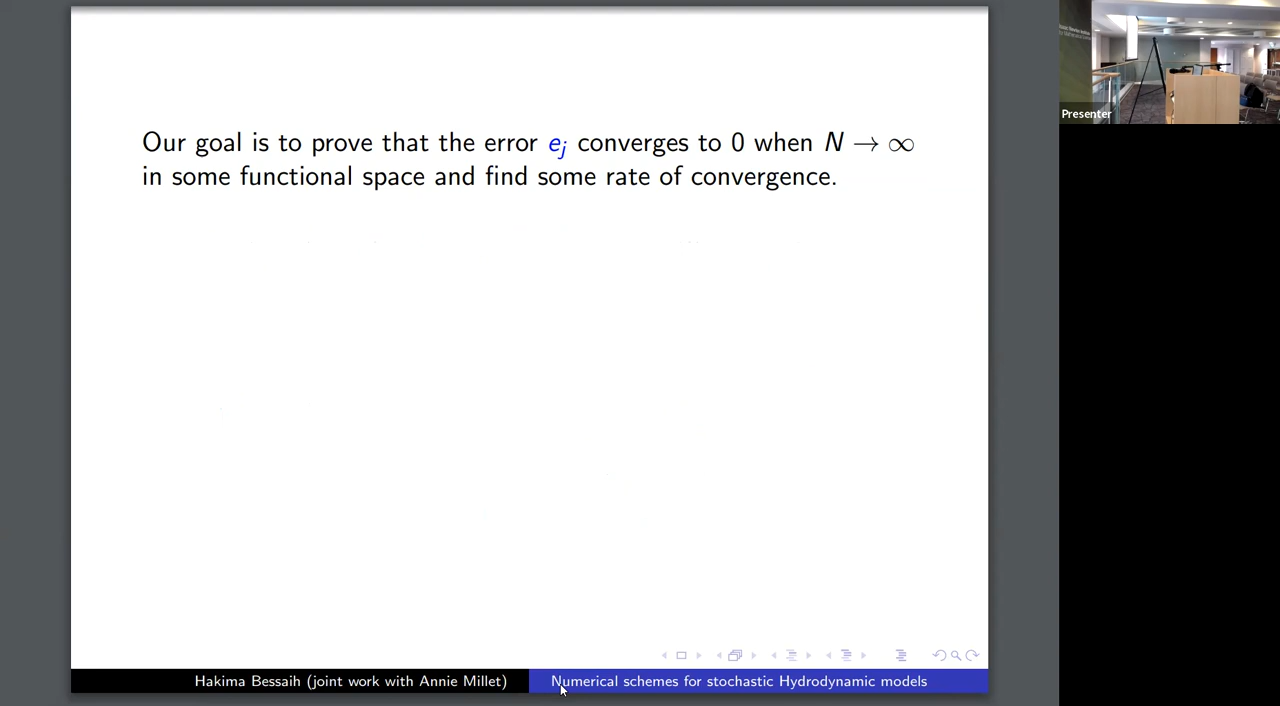 Our goal is to prove that the error e_j converges to 0 when N → ∞
in some functional space and find some rate of convergence.
Hakima Bessaih (joint work with Annie Millet)
Numerical schemes for stochastic Hydrodynamic models
Presenter